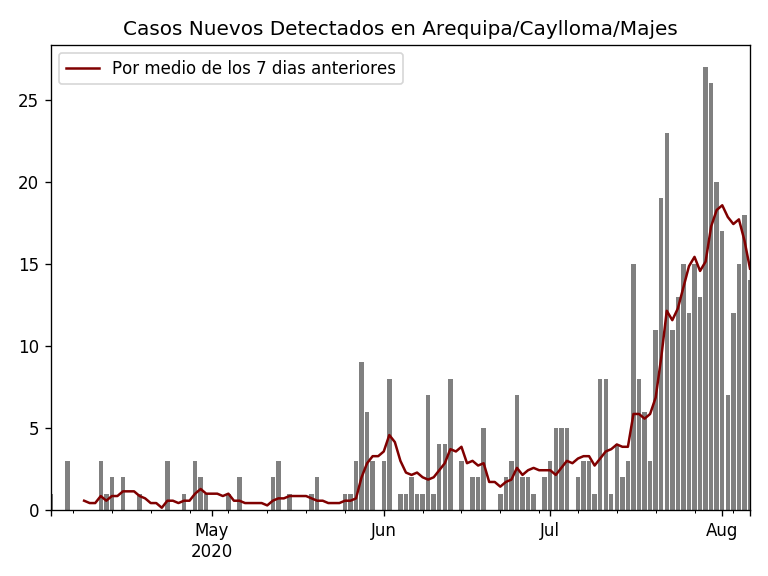 Casos Nuevos Detectados en Arequipa/Caylloma/Majes
Por medio de los 7 dias anteriores
25
20
15
10
5
0
May
2020
Jun
Jul
Aug